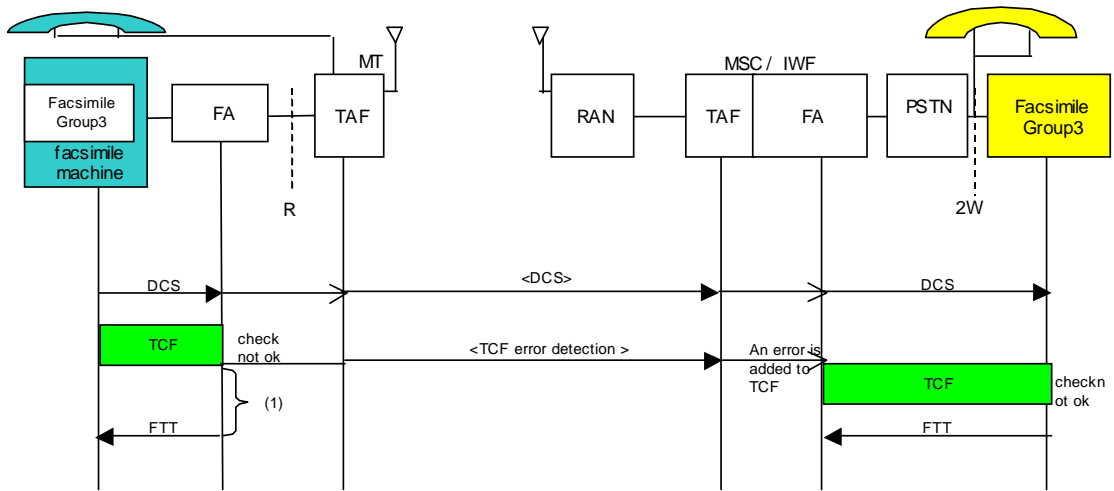 MT
MSC / IWF
Facsimile
Group3
facsimile
machine
FA
TAF
RAN
TAF
FA
PSTN
Facsimile
Group3
R
2W
DCS
<DCS>
DCS
TCF
check
not ok
<TCF error detection >
An error is
added to
TCF
TCF
checkn
ot ok
(1)
FTT
FTT